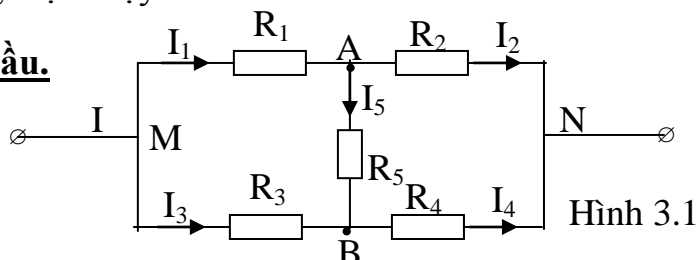 ầu.
I₁ R₁ A R₂ I₂
I₅
I M N
R₅
I₃ R₃ R₄ I₄
B
Hình 3.1